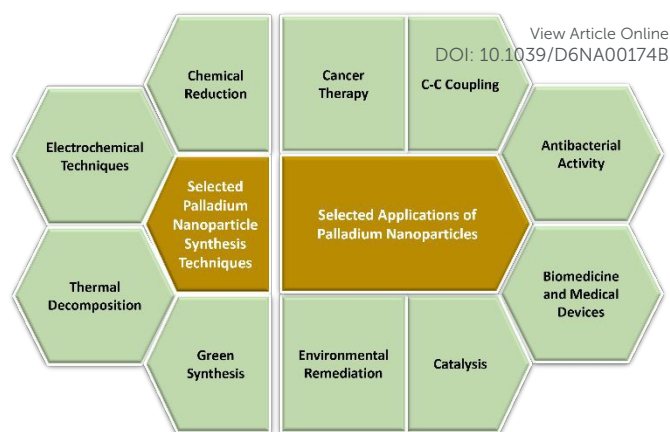 View Article Online
DOI: 10.1039/D6NA00174B
Chemical
Reduction
Cancer
Therapy
C-C Coupling
Electrochemical
Techniques
Antibacterial
Activity
Selected
Palladium
Nanoparticle
Synthesis
Techniques
Selected Applications of
Palladium Nanoparticles
Thermal
Decomposition
Biomedicine
and Medical
Devices
Green
Synthesis
Environmental
Remediation
Catalysis